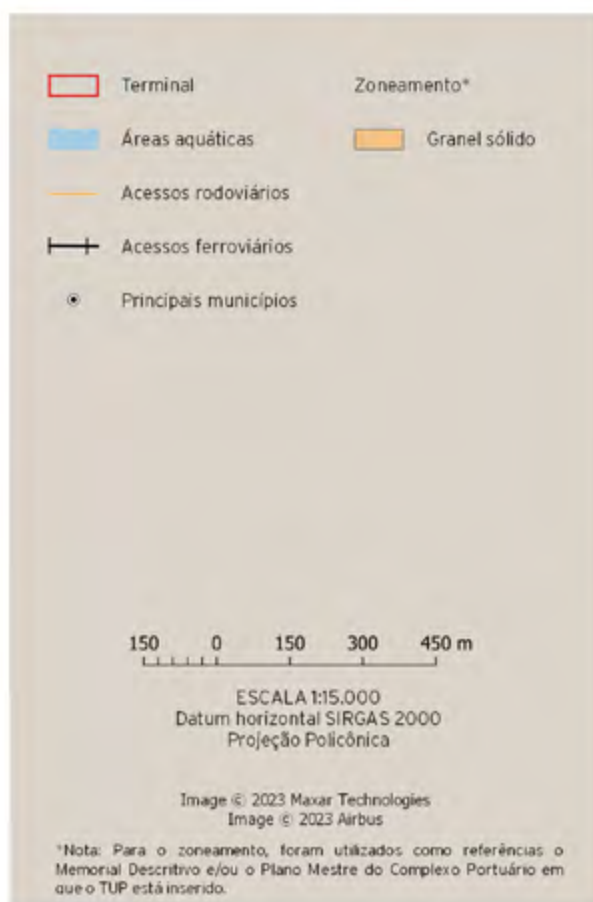 Terminal
Zoneamento*
Áreas aquáticas
Granel sólido
Acessos rodoviários
Acessos ferroviários
Principais municípios
150 0 150 300 450 m
ESCALA 1:15.000
Datum horizontal SIRGAS 2000
Projeção Policônica
Image © 2023 Maxar Technologies
Image © 2023 Airbus
*Nota: Para o zoneamento, foram utilizados como referências o
Memorial Descritivo e/ou o Plano Mestre do Complexo Portuário em
que o TUP está inserido.